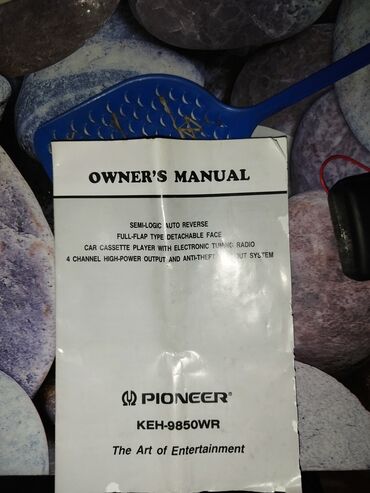 OWNER'S MANUAL
SEMI-LOGIC AUTO REVERSE
FULL-FLAP TYPE DETACHABLE FACE
CAR CASSETTE PLAYER WITH ELECTRONIC TUNING RADIO
4 CHANNEL HIGH-POWER OUTPUT AND ANTI-THEFT SYSTEM
PIONEER®
KEH-9850WR
The Art of Entertainment